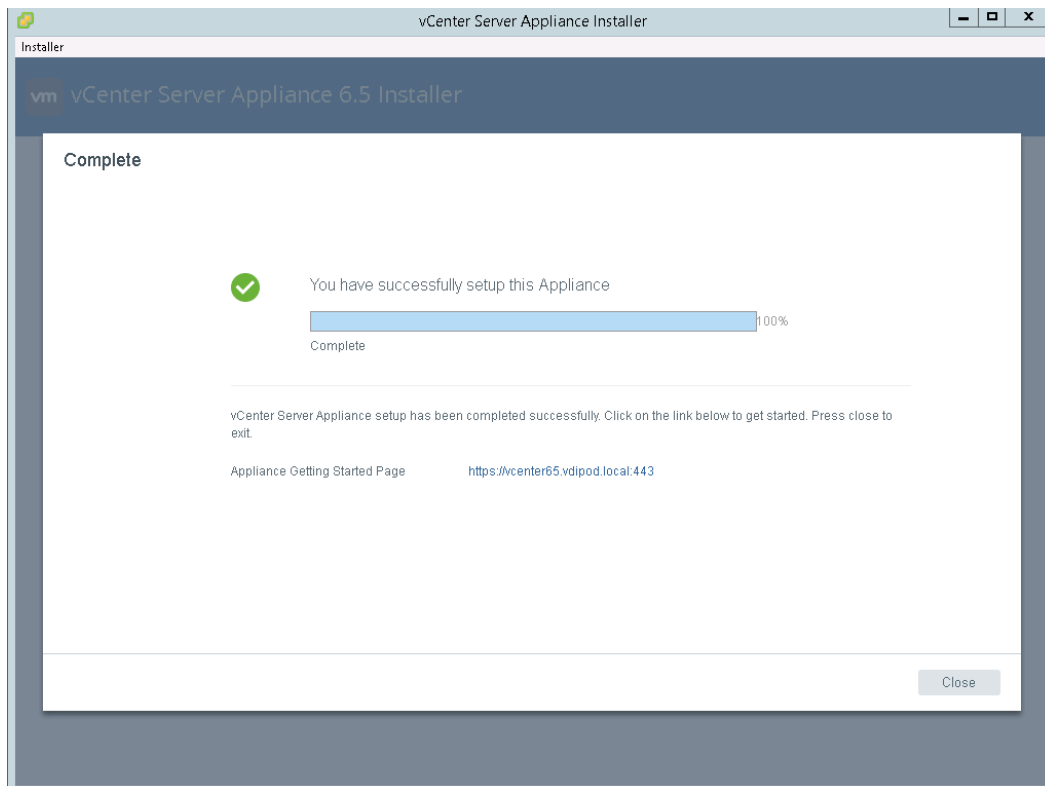 vCenter Server Appliance Installer
Installer
vm vCenter Server Appliance 6.5 Installer
Complete
You have successfully setup this Appliance
100%
Complete
vCenter Server Appliance setup has been completed successfully. Click on the link below to get started. Press close to
exit.
Appliance Getting Started Page https://vcenter65.vdipod.local:443
Close